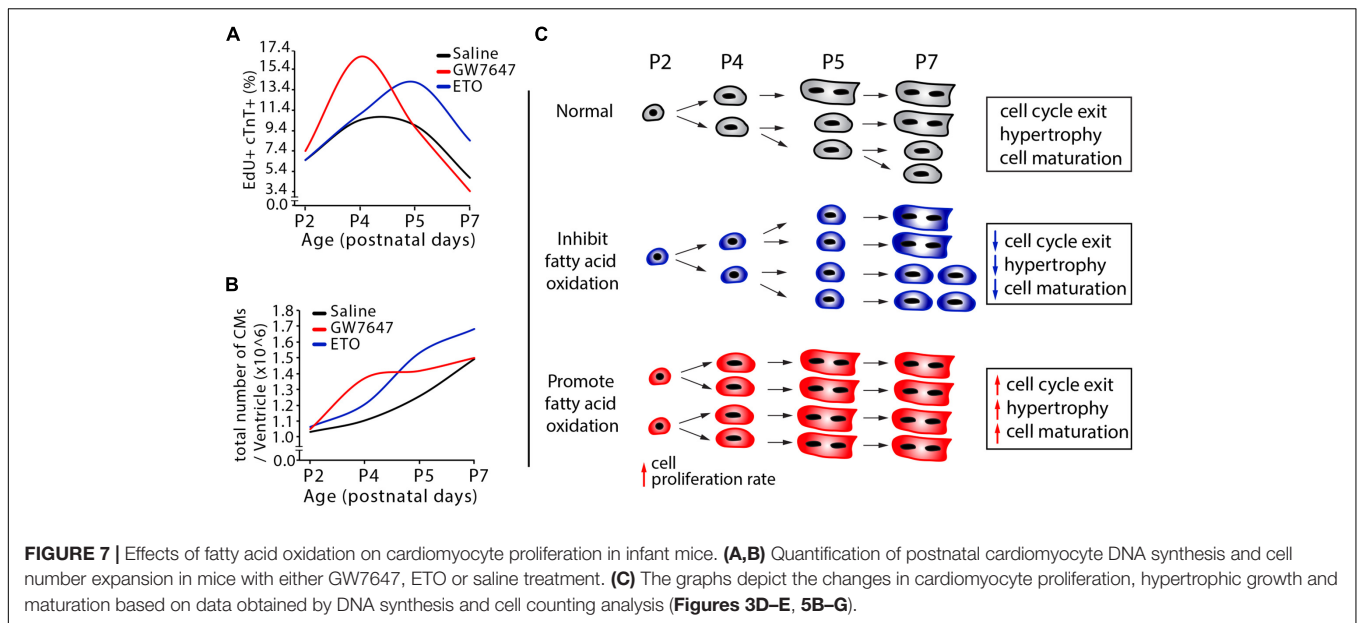 A
17.4
15.4
13.4
11.4
9.4
7.4
5.4
3.4
0.0
EdU+ cTnT+ (%)
Saline
GW7647
ETO
P2 P4 P5 P7
Age (postnatal days)
B
1.8
1.7
1.6
1.5
1.4
1.3
1.2
1.1
1.0
0.0
total number of CMs
/ Ventricle (x10^6)
Saline
GW7647
ETO
P2 P4 P5 P7
Age (postnatal days)
C
P2 P4 P5 P7
Normal
cell cycle exit
hypertrophy
cell maturation
Inhibit
fatty acid
oxidation
↓ cell cycle exit
↓ hypertrophy
↓ cell maturation
Promote
fatty acid
oxidation
↑ cell cycle exit
↑ hypertrophy
↑ cell maturation
↑ cell
proliferation rate
FIGURE 7 | Effects of fatty acid oxidation on cardiomyocyte proliferation in infant mice. (A,B) Quantification of postnatal cardiomyocyte DNA synthesis and cell
number expansion in mice with either GW7647, ETO or saline treatment. (C) The graphs depict the changes in cardiomyocyte proliferation, hypertrophic growth and
maturation based on data obtained by DNA synthesis and cell counting analysis (Figures 3D–E, 5B–G).